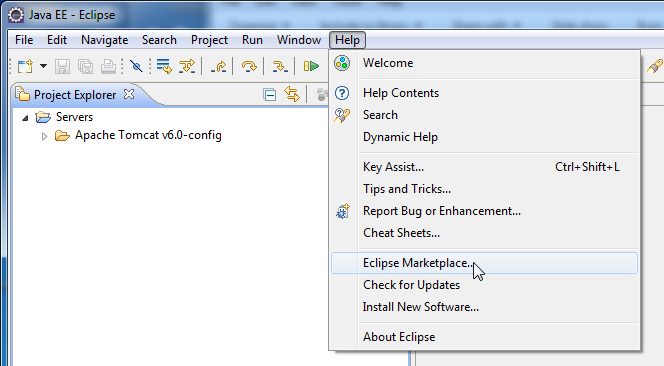 Java EE - Eclipse
File Edit Navigate Search Project Run Window Help
Project Explorer
Servers
Apache Tomcat v6.0-config
Welcome
Help Contents
Search
Dynamic Help
Key Assist... Ctrl+Shift+L
Tips and Tricks...
Report Bug or Enhancement...
Cheat Sheets...
Eclipse Marketplace...
Check for Updates
Install New Software...
About Eclipse